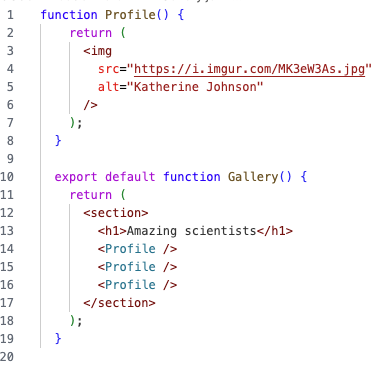 1 function Profile() {
2 return (
3 <img
4 src="https://i.imgur.com/MK3eW3As.jpg"
5 alt="Katherine Johnson"
6 />
7 );
8 }
9
10 export default function Gallery() {
11 return (
12 <section>
13 <h1>Amazing scientists</h1>
14 <Profile />
15 <Profile />
16 <Profile />
17 </section>
18 );
19 }
20